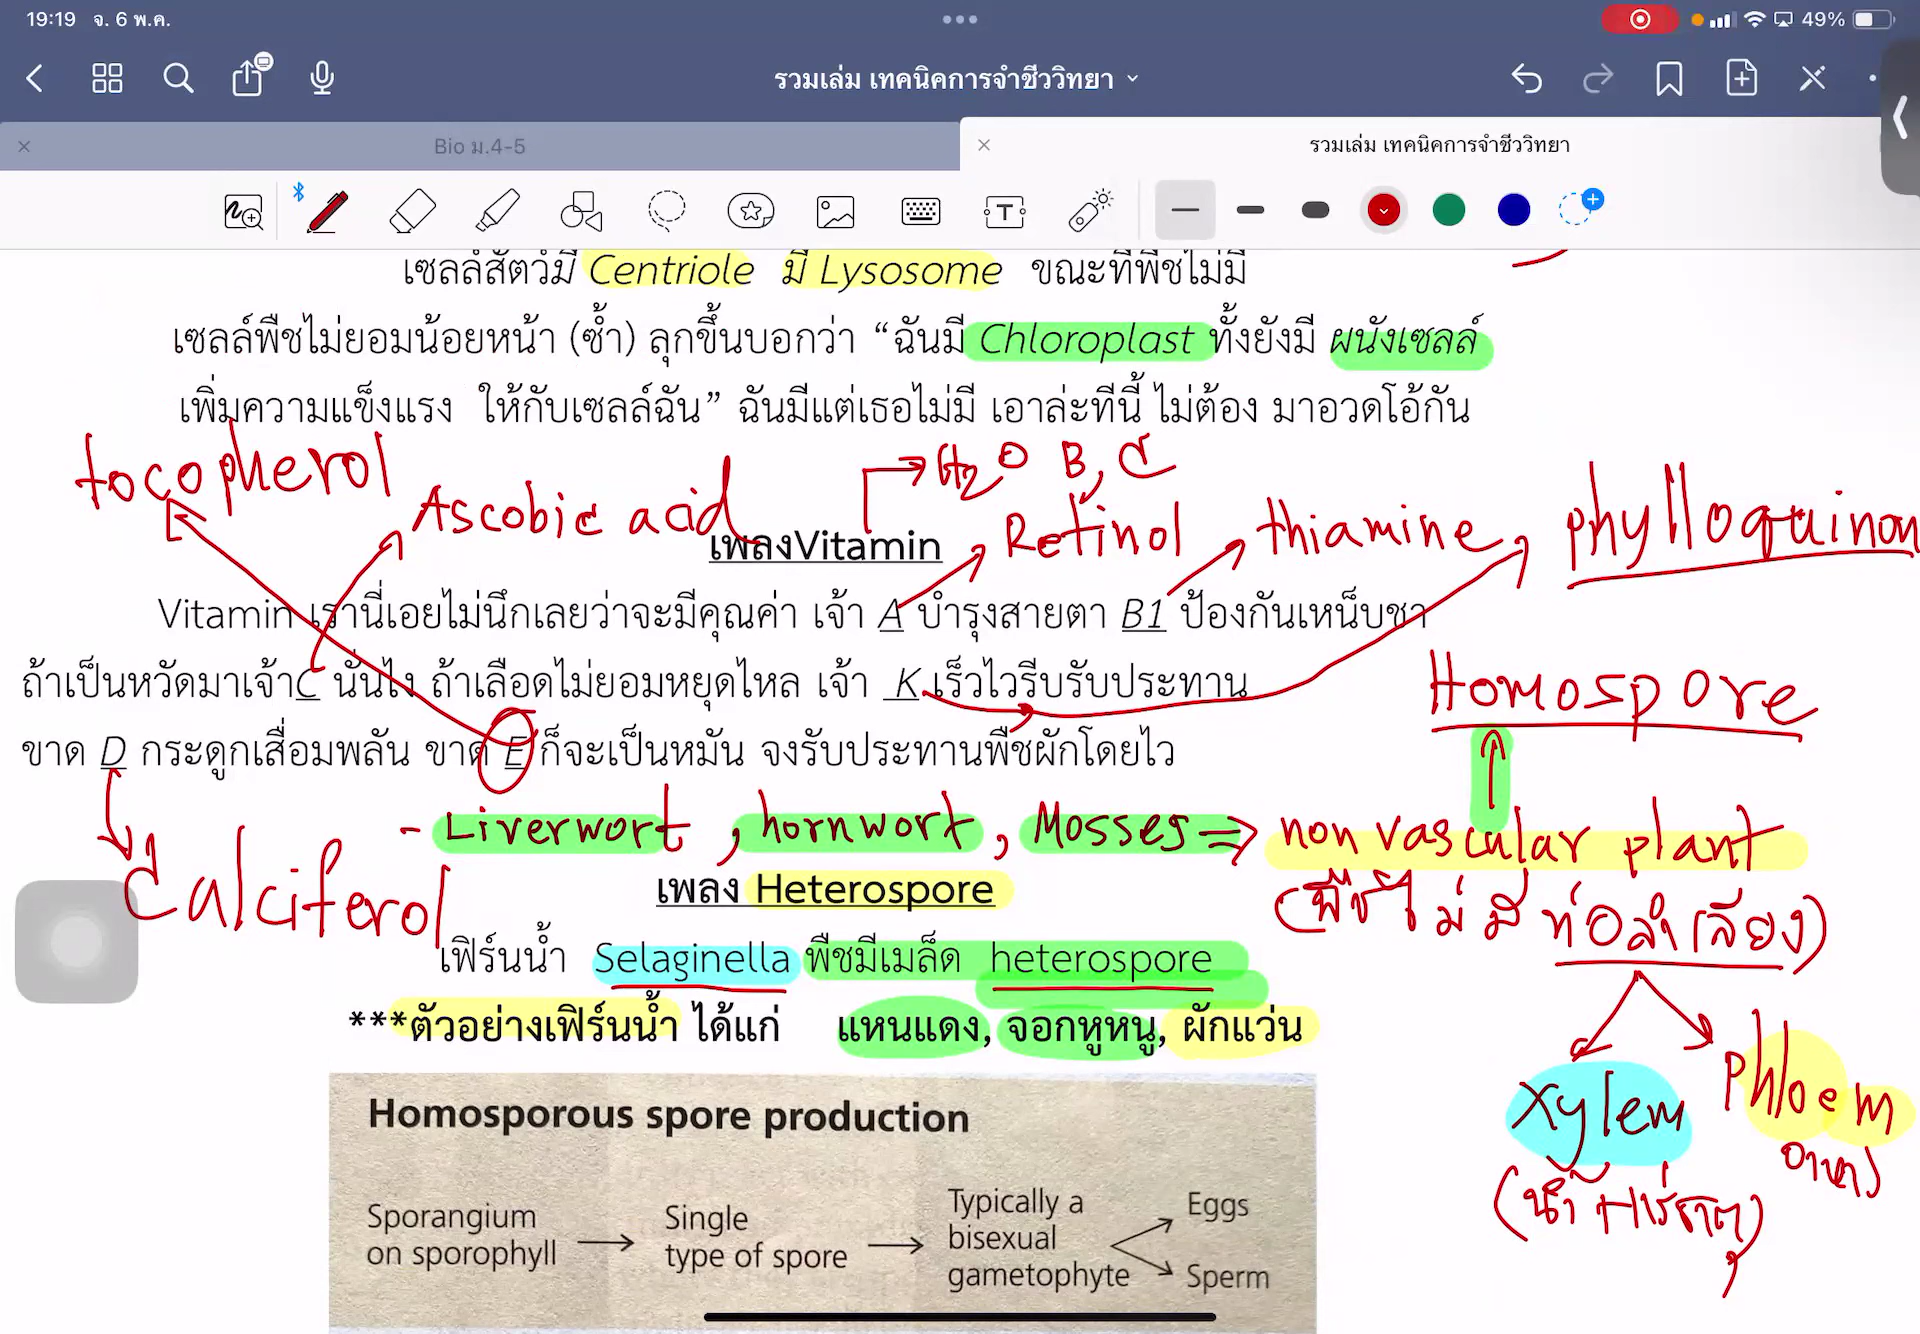 19:19 จ. 6 พ.ค.
49%
รวมเล่ม เทคนิคการจำชีววิทยา
Bio ม.4-5
รวมเล่ม เทคนิคการจำชีววิทยา
เซลล์สัตว์มี Centriole มี Lysosome ขณะที่พืชไม่มี
เซลล์พืชไม่ยอมน้อยหน้า (ซ้ำ) ลุกขึ้นบอกว่า “ฉันมี Chloroplast ทั้งยังมี ผนังเซลล์
เพิ่มความแข็งแรง ให้กับเซลล์ฉัน” ฉันมีแต่เธอไม่มี เอาล่ะทีนี้ ไม่ต้อง มาอวดโอ้กัน
tocopherol
Ascobic acid
H2O B, C
Retinol
thiamine
phylloquinon
เพลงVitamin
Vitamin เรานี่เอยไม่นึกเลยว่าจะมีคุณค่า เจ้า A บำรุงสายตา B1 ป้องกันเหน็บชา
ถ้าเป็นหวัดมาเจ้าC นั่นไง ถ้าเลือดไม่ยอมหยุดไหล เจ้า K เร็วไวรีบรับประทาน
ขาด D กระดูกเสื่อมพลัน ขาด E ก็จะเป็นหมัน จงรับประทานพืชผักโดยไว
Homospore
- Liverwort , hornwort , Mosses ⇒ non vascular plant
(พืชไม่มีท่อลำเลียง)
Calciferol
เพลง Heterospore
เฟิร์นน้ำ Selaginella พืชมีเมล็ด heterospore
***ตัวอย่างเฟิร์นน้ำ ได้แก่ แหนแดง, จอกหูหนู, ผักแว่น
Xylem
(น้ำ แร่ธาตุ)
Phloem
อาหาร
Homosporous spore production
Sporangium
on sporophyll
Single
type of spore
Typically a
bisexual
gametophyte
Eggs
Sperm